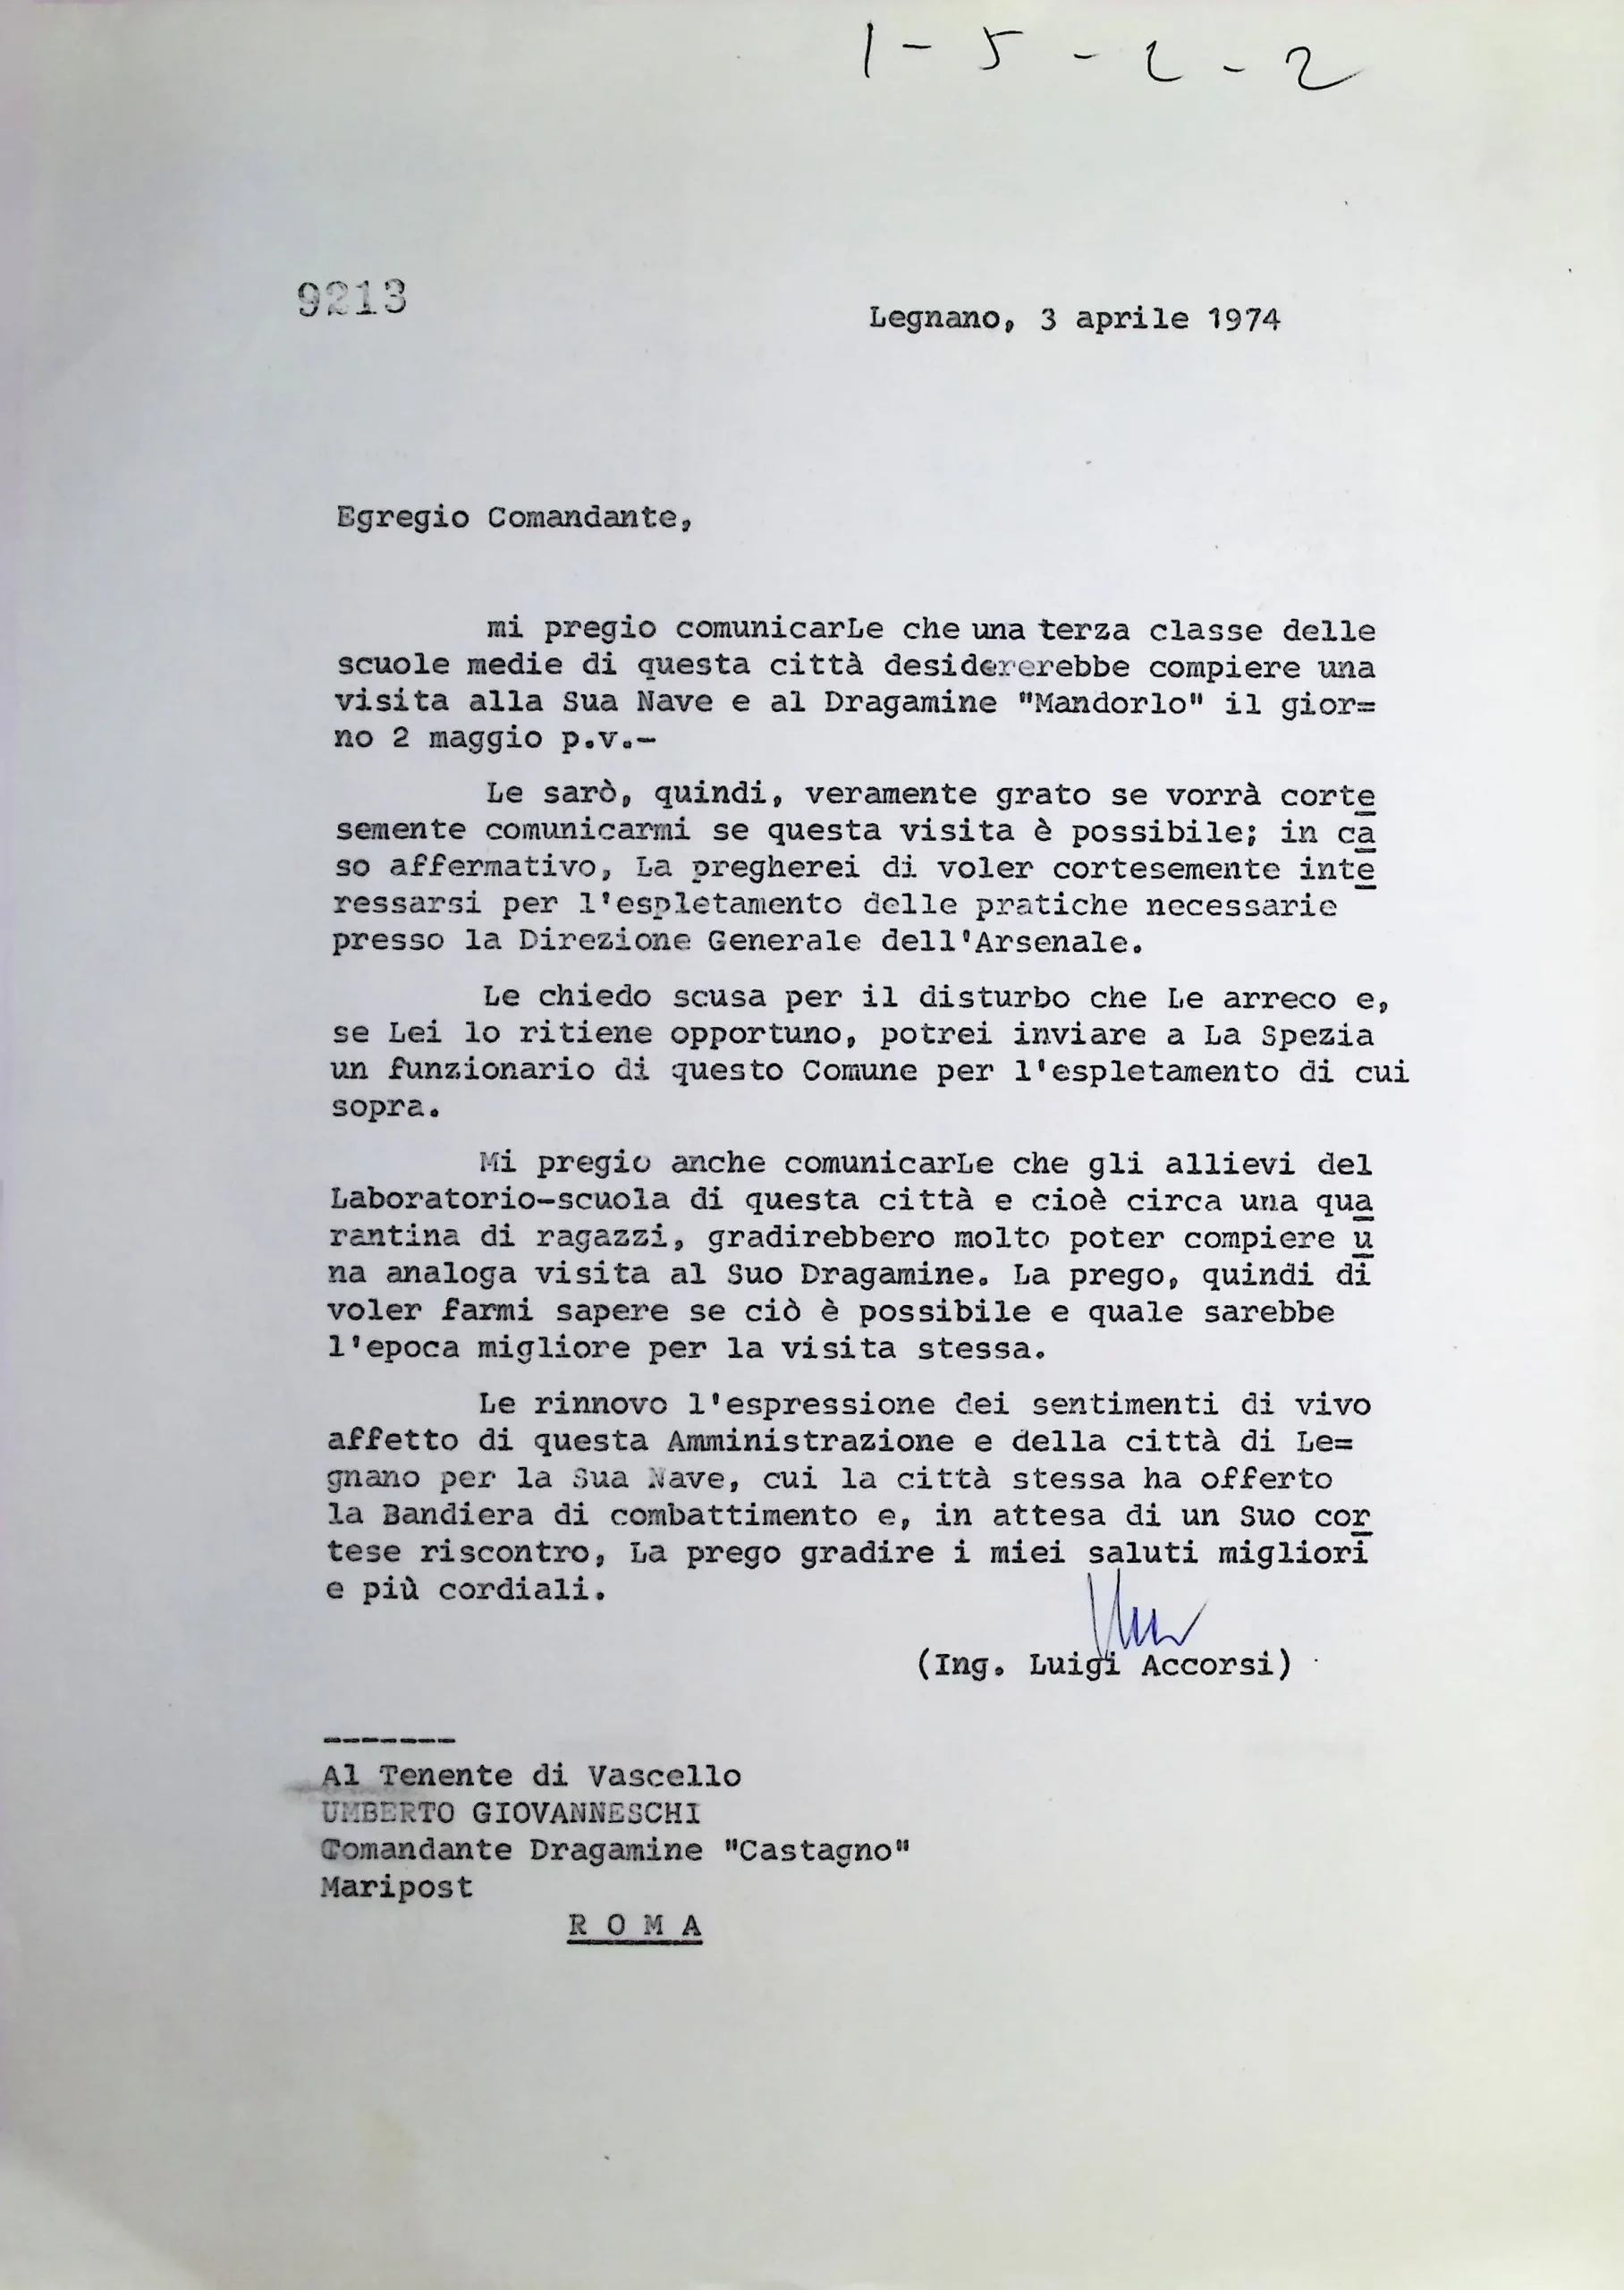 1-5-2-2
9213
Legnano, 3 aprile 1974
Egregio Comandante,
mi pregio comunicarLe che una terza classe delle
scuole medie di questa città desidererebbe compiere una
visita alla Sua Nave e al Dragamine "Mandorlo" il gior=
no 2 maggio p.v.-
Le sarò, quindi, veramente grato se vorrà corte
semente comunicarmi se questa visita è possibile; in ca
so affermativo, La pregherei di voler cortesemente inte
ressarsi per l'espletamento delle pratiche necessarie
presso la Direzione Generale dell'Arsenale.
Le chiedo scusa per il disturbo che Le arreco e,
se Lei lo ritiene opportuno, potrei inviare a La Spezia
un funzionario di questo Comune per l'espletamento di cui
sopra.
Mi pregio anche comunicarLe che gli allievi del
Laboratorio-scuola di questa città e cioè circa una qua
rantina di ragazzi, gradirebbero molto poter compiere u
na analoga visita al Suo Dragamine. La prego, quindi di
voler farmi sapere se ciò è possibile e quale sarebbe
l'epoca migliore per la visita stessa.
Le rinnovo l'espressione dei sentimenti di vivo
affetto di questa Amministrazione e della città di Le=
gnano per la Sua Nave, cui la città stessa ha offerto
la Bandiera di combattimento e, in attesa di un Suo cor
tese riscontro, La prego gradire i miei saluti migliori
e più cordiali.
(Ing. Luigi Accorsi)
-------
Al Tenente di Vascello
UMBERTO GIOVANNESCHI
Comandante Dragamine "Castagno"
Maripost
R O M A